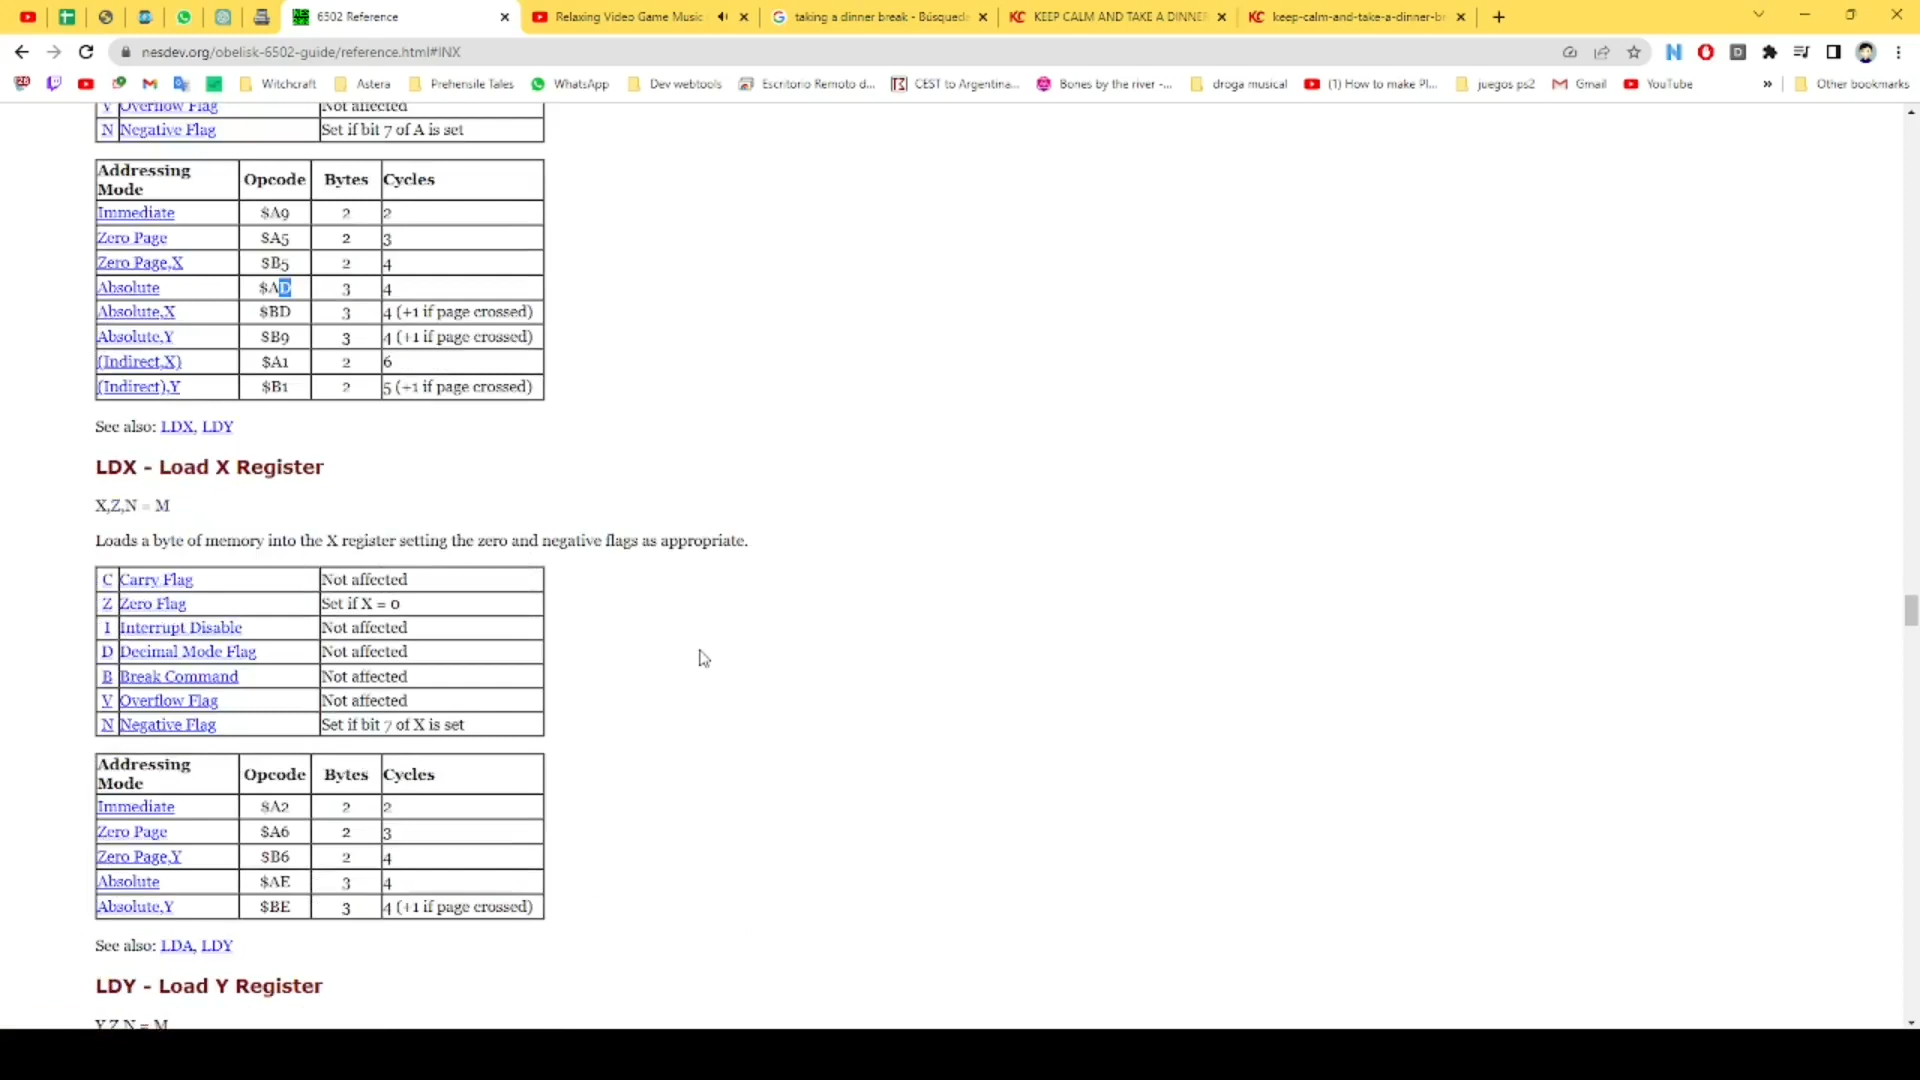 6502 Reference
Relaxing Video Game Music
taking a dinner break - Búsqued
KEEP CALM AND TAKE A DINNE
keep-calm-and-take-a-dinner-br
nesdev.org/obelisk-6502-guide/reference.html#INX
Witchcraft
Astera
Prehensile Tales
WhatsApp
Dev webtools
Escritorio Remoto d...
CEST to Argentina...
Bones by the river -...
droga musical
(1) How to make Pl...
juegos ps2
Gmail
YouTube
»
Other bookmarks
V Overflow Flag Not affected
N Negative Flag Set if bit 7 of A is set
Addressing
Mode Opcode Bytes Cycles
Immediate $A9 2 2
Zero Page $A5 2 3
Zero Page,X $B5 2 4
Absolute $AD 3 4
Absolute,X $BD 3 4 (+1 if page crossed)
Absolute,Y $B9 3 4 (+1 if page crossed)
(Indirect,X) $A1 2 6
(Indirect),Y $B1 2 5 (+1 if page crossed)
See also: LDX, LDY
LDX - Load X Register
X,Z,N = M
Loads a byte of memory into the X register setting the zero and negative flags as appropriate.
C Carry Flag Not affected
Z Zero Flag Set if X = 0
I Interrupt Disable Not affected
D Decimal Mode Flag Not affected
B Break Command Not affected
V Overflow Flag Not affected
N Negative Flag Set if bit 7 of X is set
Addressing
Mode Opcode Bytes Cycles
Immediate $A2 2 2
Zero Page $A6 2 3
Zero Page,Y $B6 2 4
Absolute $AE 3 4
Absolute,Y $BE 3 4 (+1 if page crossed)
See also: LDA, LDY
LDY - Load Y Register
Y,Z,N = M